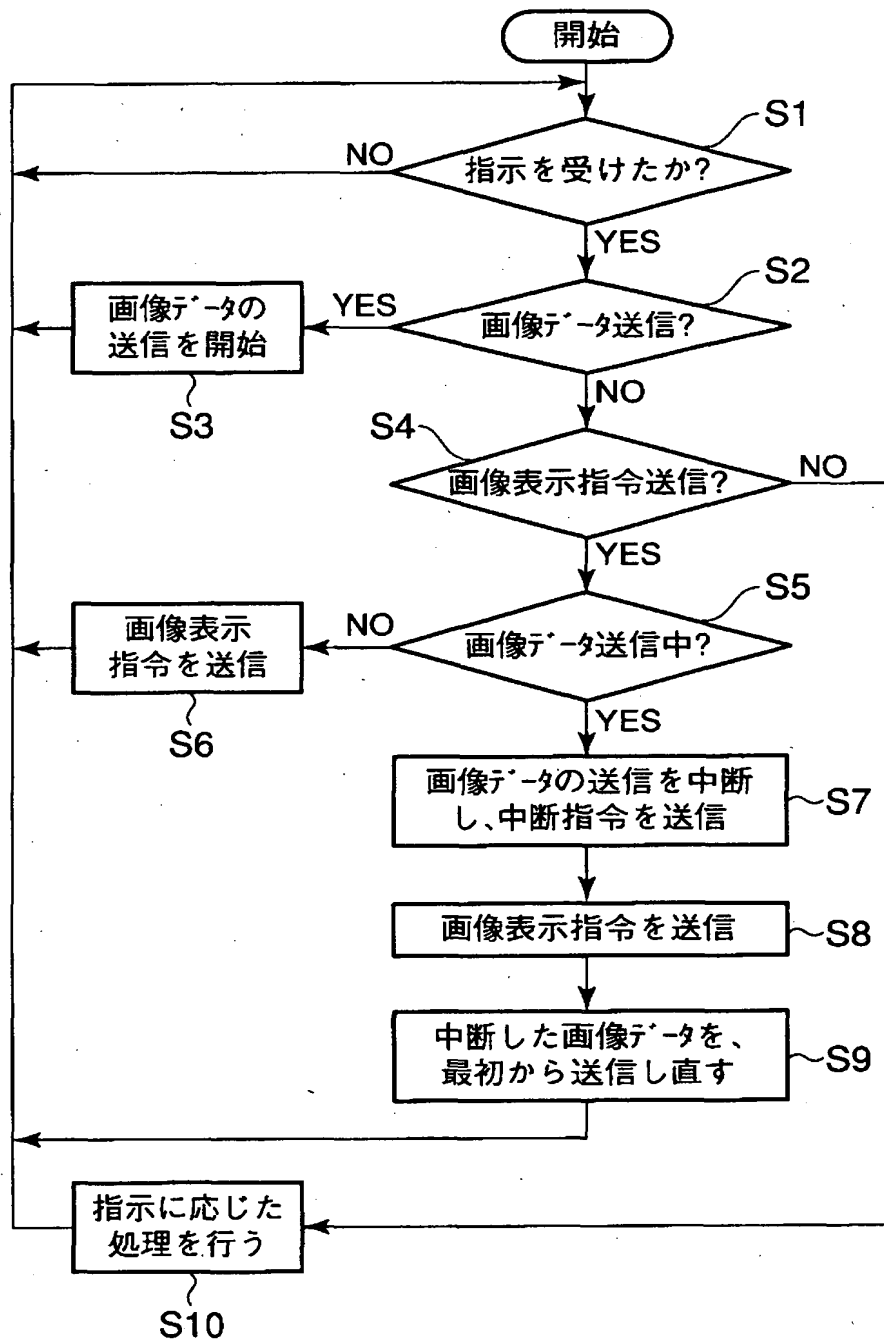 開始
S1
指示を受けたか?
NO
YES
S2
画像データ送信?
YES
画像データの
送信を開始
S3
NO
S4
画像表示指令送信?
NO
YES
S5
画像データ送信中?
NO
画像表示
指令を送信
S6
YES
画像データの送信を中断
し、中断指令を送信
S7
画像表示指令を送信
S8
中断した画像データを、
最初から送信し直す
S9
指示に応じた
処理を行う
S10